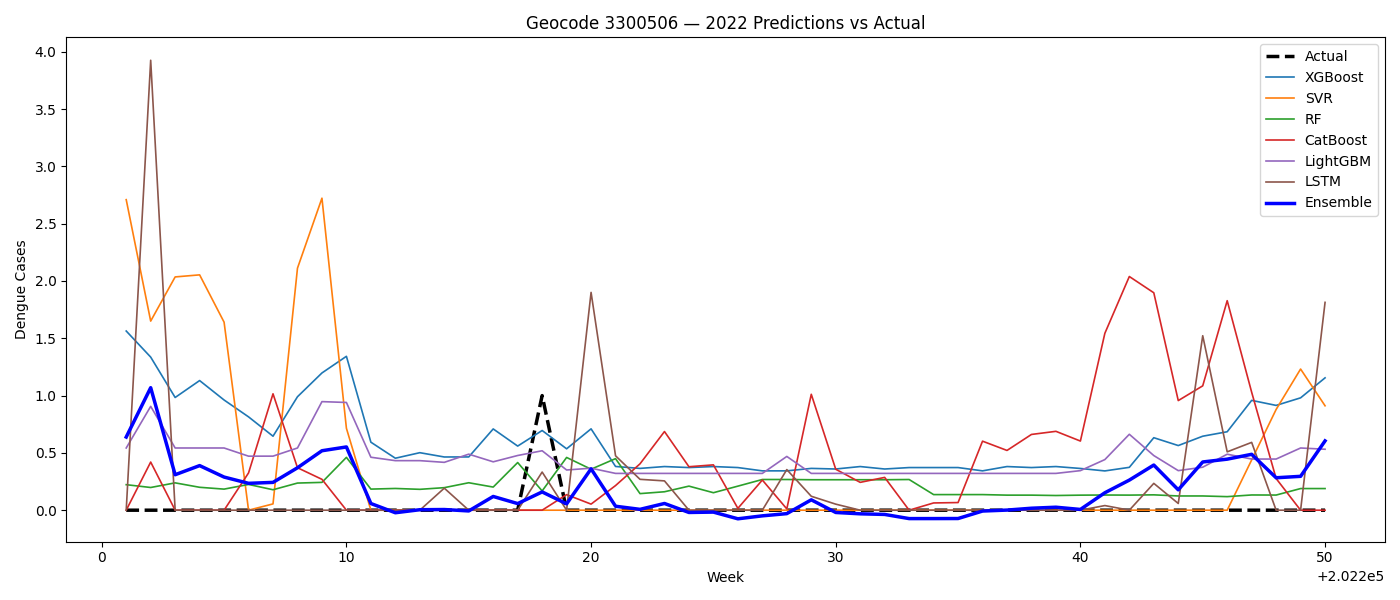 Geocode 3300506 — 2022 Predictions vs Actual
Dengue Cases
4.0
3.5
3.0
2.5
2.0
1.5
1.0
0.5
0.0
Actual
XGBoost
SVR
RF
CatBoost
LightGBM
LSTM
Ensemble
0 10 20 30 40 50
Week
+2.022e5